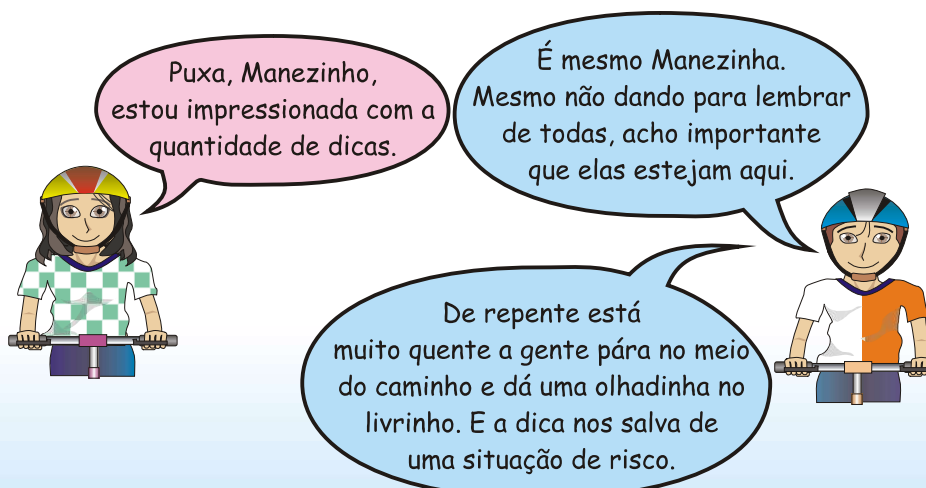 Puxa, Manezinho,
estou impressionada com a
quantidade de dicas.
É mesmo Manezinha.
Mesmo não dando para lembrar
de todas, acho importante
que elas estejam aqui.
De repente está
muito quente a gente pára no meio
do caminho e dá uma olhadinha no
livrinho. E a dica nos salva de
uma situação de risco.